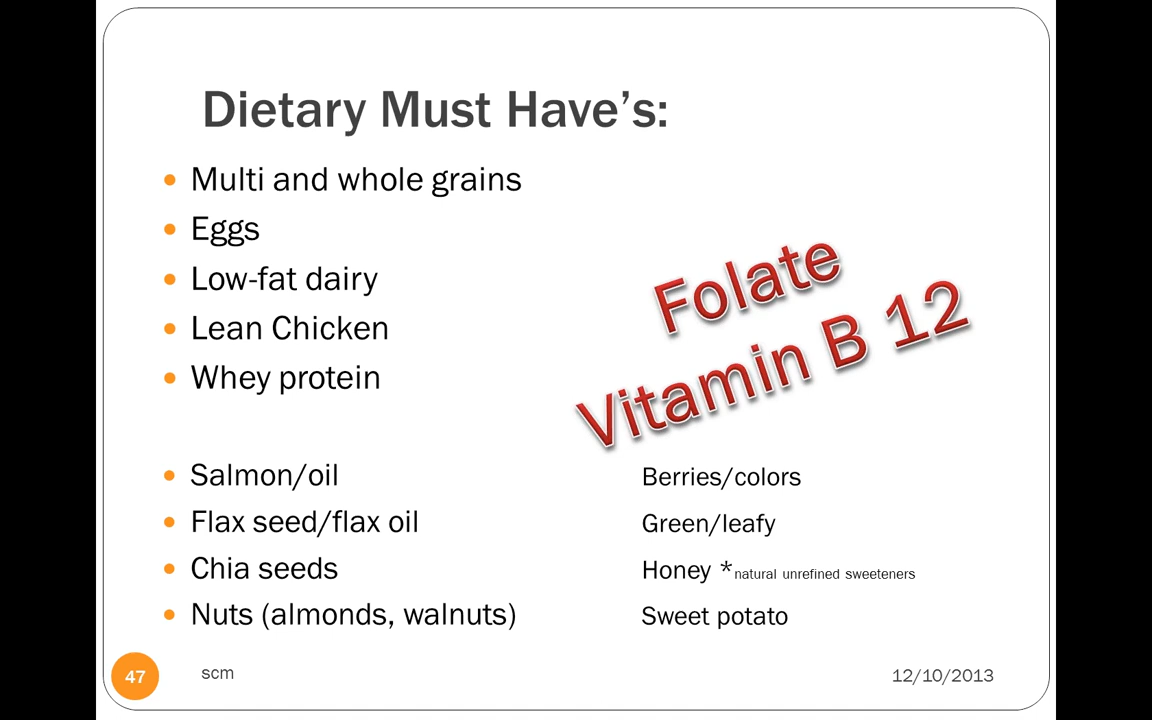 Dietary Must Have’s:
Multi and whole grains
Eggs
Low-fat dairy
Lean Chicken
Whey protein
Folate
Vitamin B 12
Salmon/oil
Flax seed/flax oil
Chia seeds
Nuts (almonds, walnuts)
Berries/colors
Green/leafy
Honey *natural unrefined sweeteners
Sweet potato
47
scm
12/10/2013